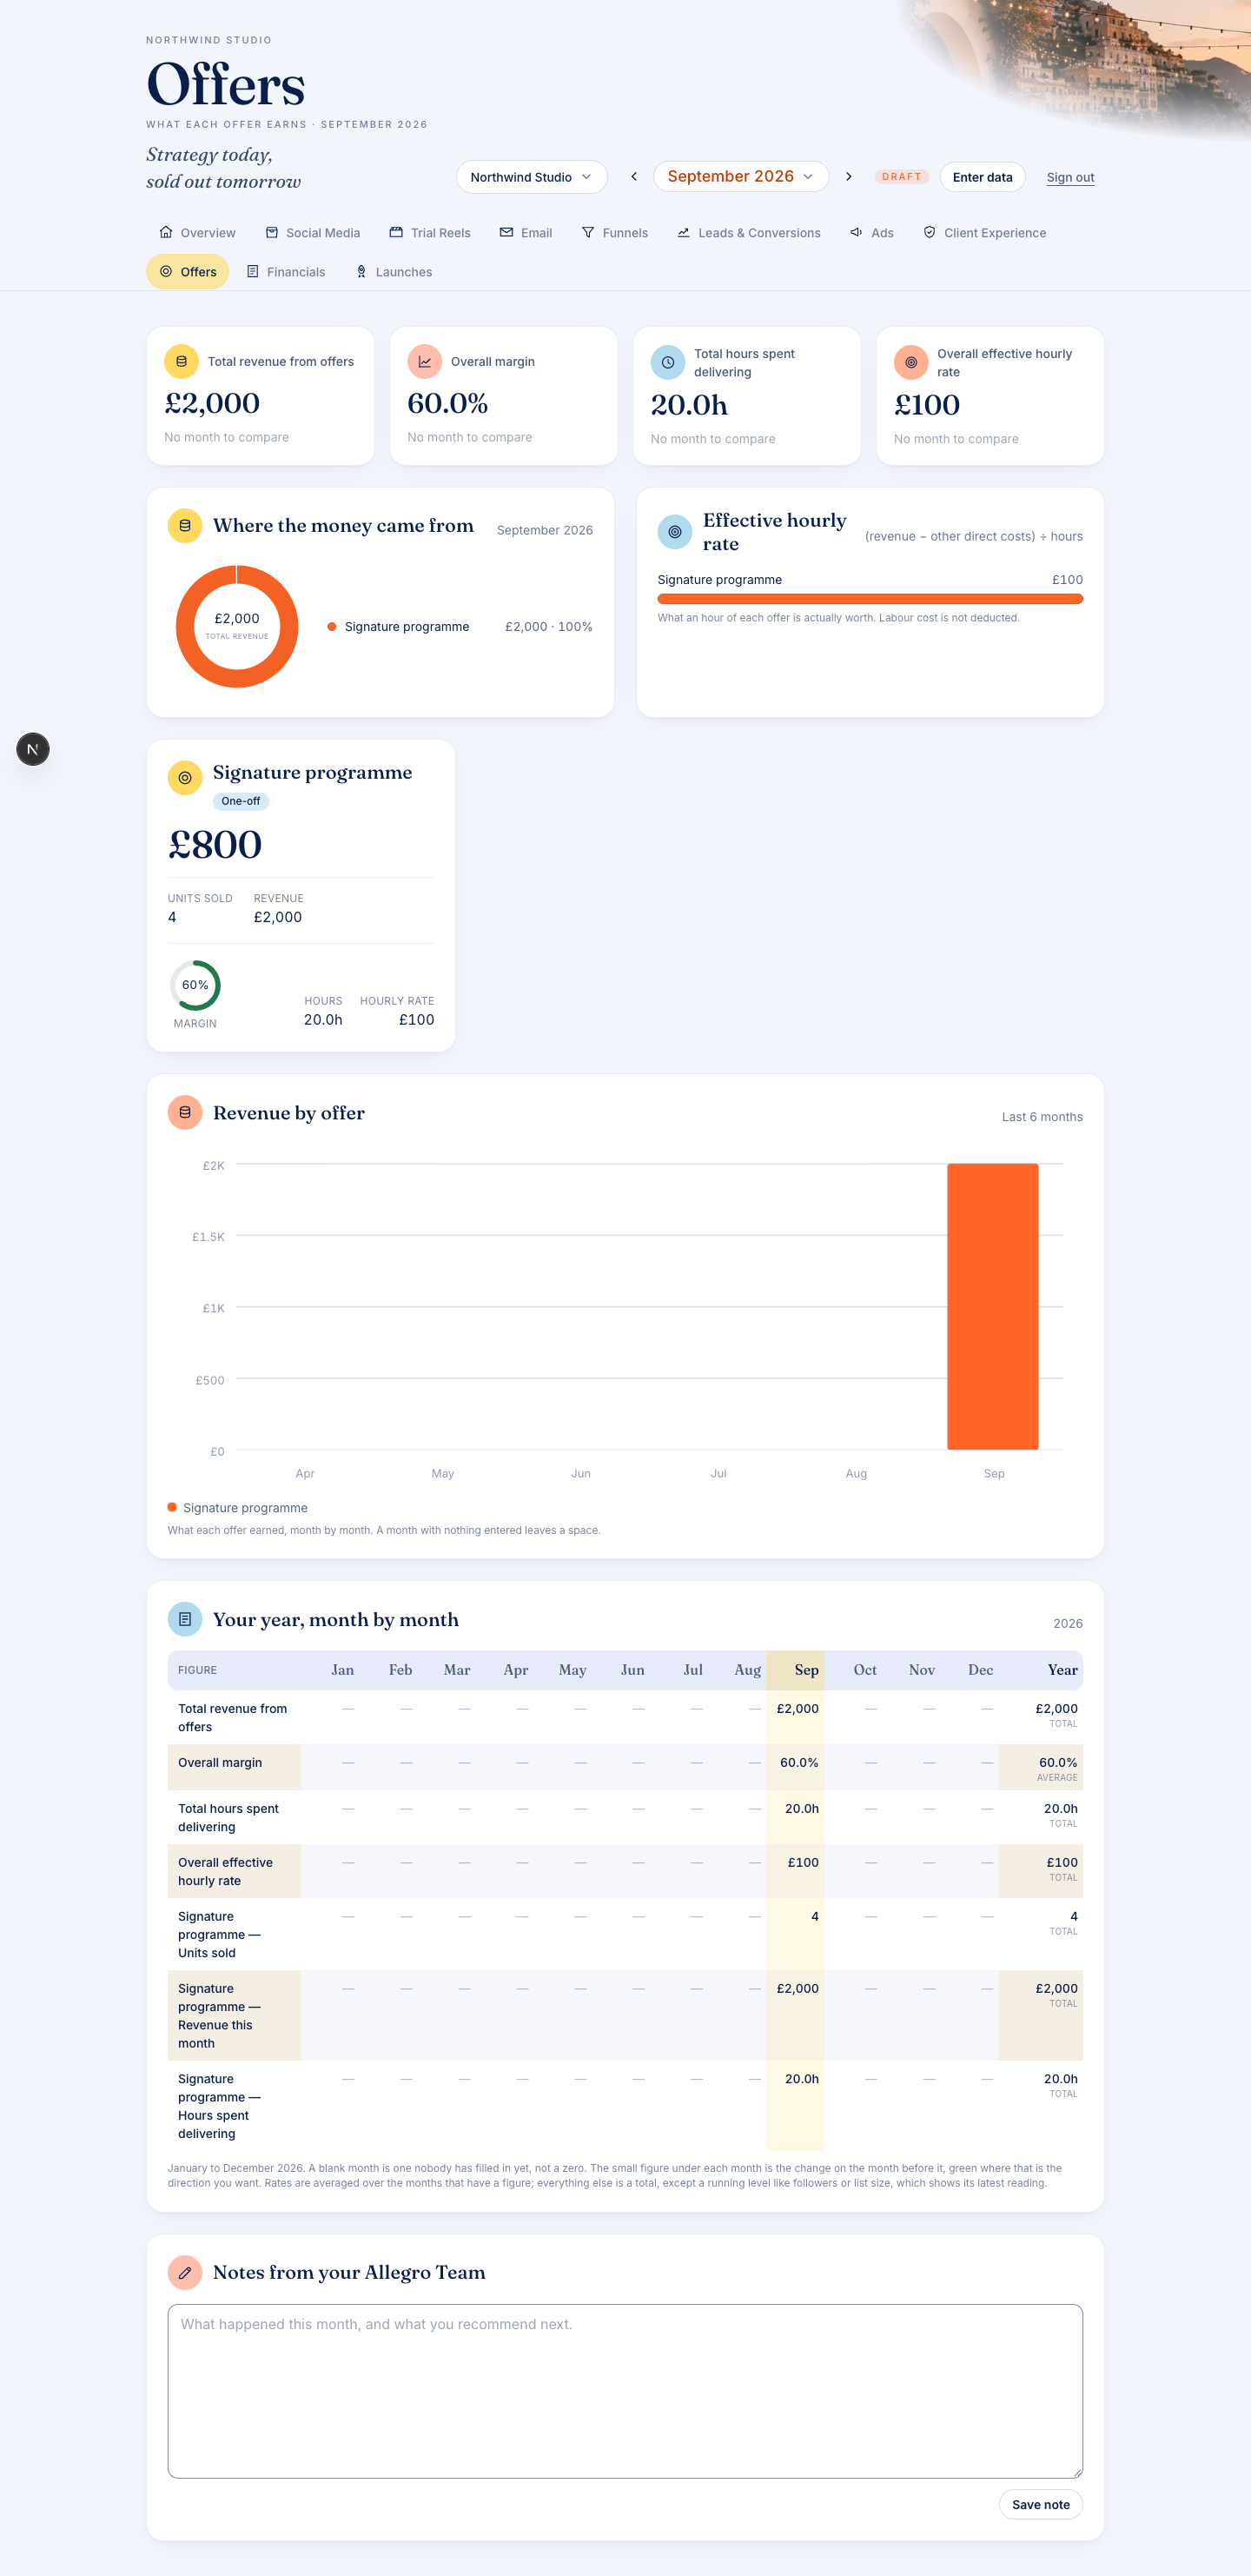 NORTHWIND STUDIO
Offers
WHAT EACH OFFER EARNS · SEPTEMBER 2026
Strategy today,
sold out tomorrow
Northwind Studio
September 2026
DRAFT
Enter data
Sign out
Overview
Social Media
Trial Reels
Email
Funnels
Leads & Conversions
Ads
Client Experience
Offers
Financials
Launches
Total revenue from offers
£2,000
No month to compare
Overall margin
60.0%
No month to compare
Total hours spent
delivering
20.0h
No month to compare
Overall effective hourly
rate
£100
No month to compare
Where the money came from
September 2026
£2,000
TOTAL REVENUE
Signature programme
£2,000 · 100%
Effective hourly
rate
(revenue − other direct costs) ÷ hours
Signature programme
£100
What an hour of each offer is actually worth. Labour cost is not deducted.
N
Signature programme
One-off
£800
UNITS SOLD
4
REVENUE
£2,000
60%
MARGIN
HOURS
20.0h
HOURLY RATE
£100
Revenue by offer
Last 6 months
£2K
£1.5K
£1K
£500
£0
Apr May Jun Jul Aug Sep
Signature programme
What each offer earned, month by month. A month with nothing entered leaves a space.
Your year, month by month
2026
FIGURE Jan Feb Mar Apr May Jun Jul Aug Sep Oct Nov Dec Year
Total revenue from
offers
— — — — — — — — £2,000 — — — £2,000
TOTAL
Overall margin — — — — — — — — 60.0% — — — 60.0%
AVERAGE
Total hours spent
delivering
— — — — — — — — 20.0h — — — 20.0h
TOTAL
Overall effective
hourly rate
— — — — — — — — £100 — — — £100
TOTAL
Signature
programme —
Units sold
— — — — — — — — 4 — — — 4
TOTAL
Signature
programme —
Revenue this
month
— — — — — — — — £2,000 — — — £2,000
TOTAL
Signature
programme —
Hours spent
delivering
— — — — — — — — 20.0h — — — 20.0h
TOTAL
January to December 2026. A blank month is one nobody has filled in yet, not a zero. The small figure under each month is the change on the month before it, green where that is the
direction you want. Rates are averaged over the months that have a figure; everything else is a total, except a running level like followers or list size, which shows its latest reading.
Notes from your Allegro Team
What happened this month, and what you recommend next.
Save note